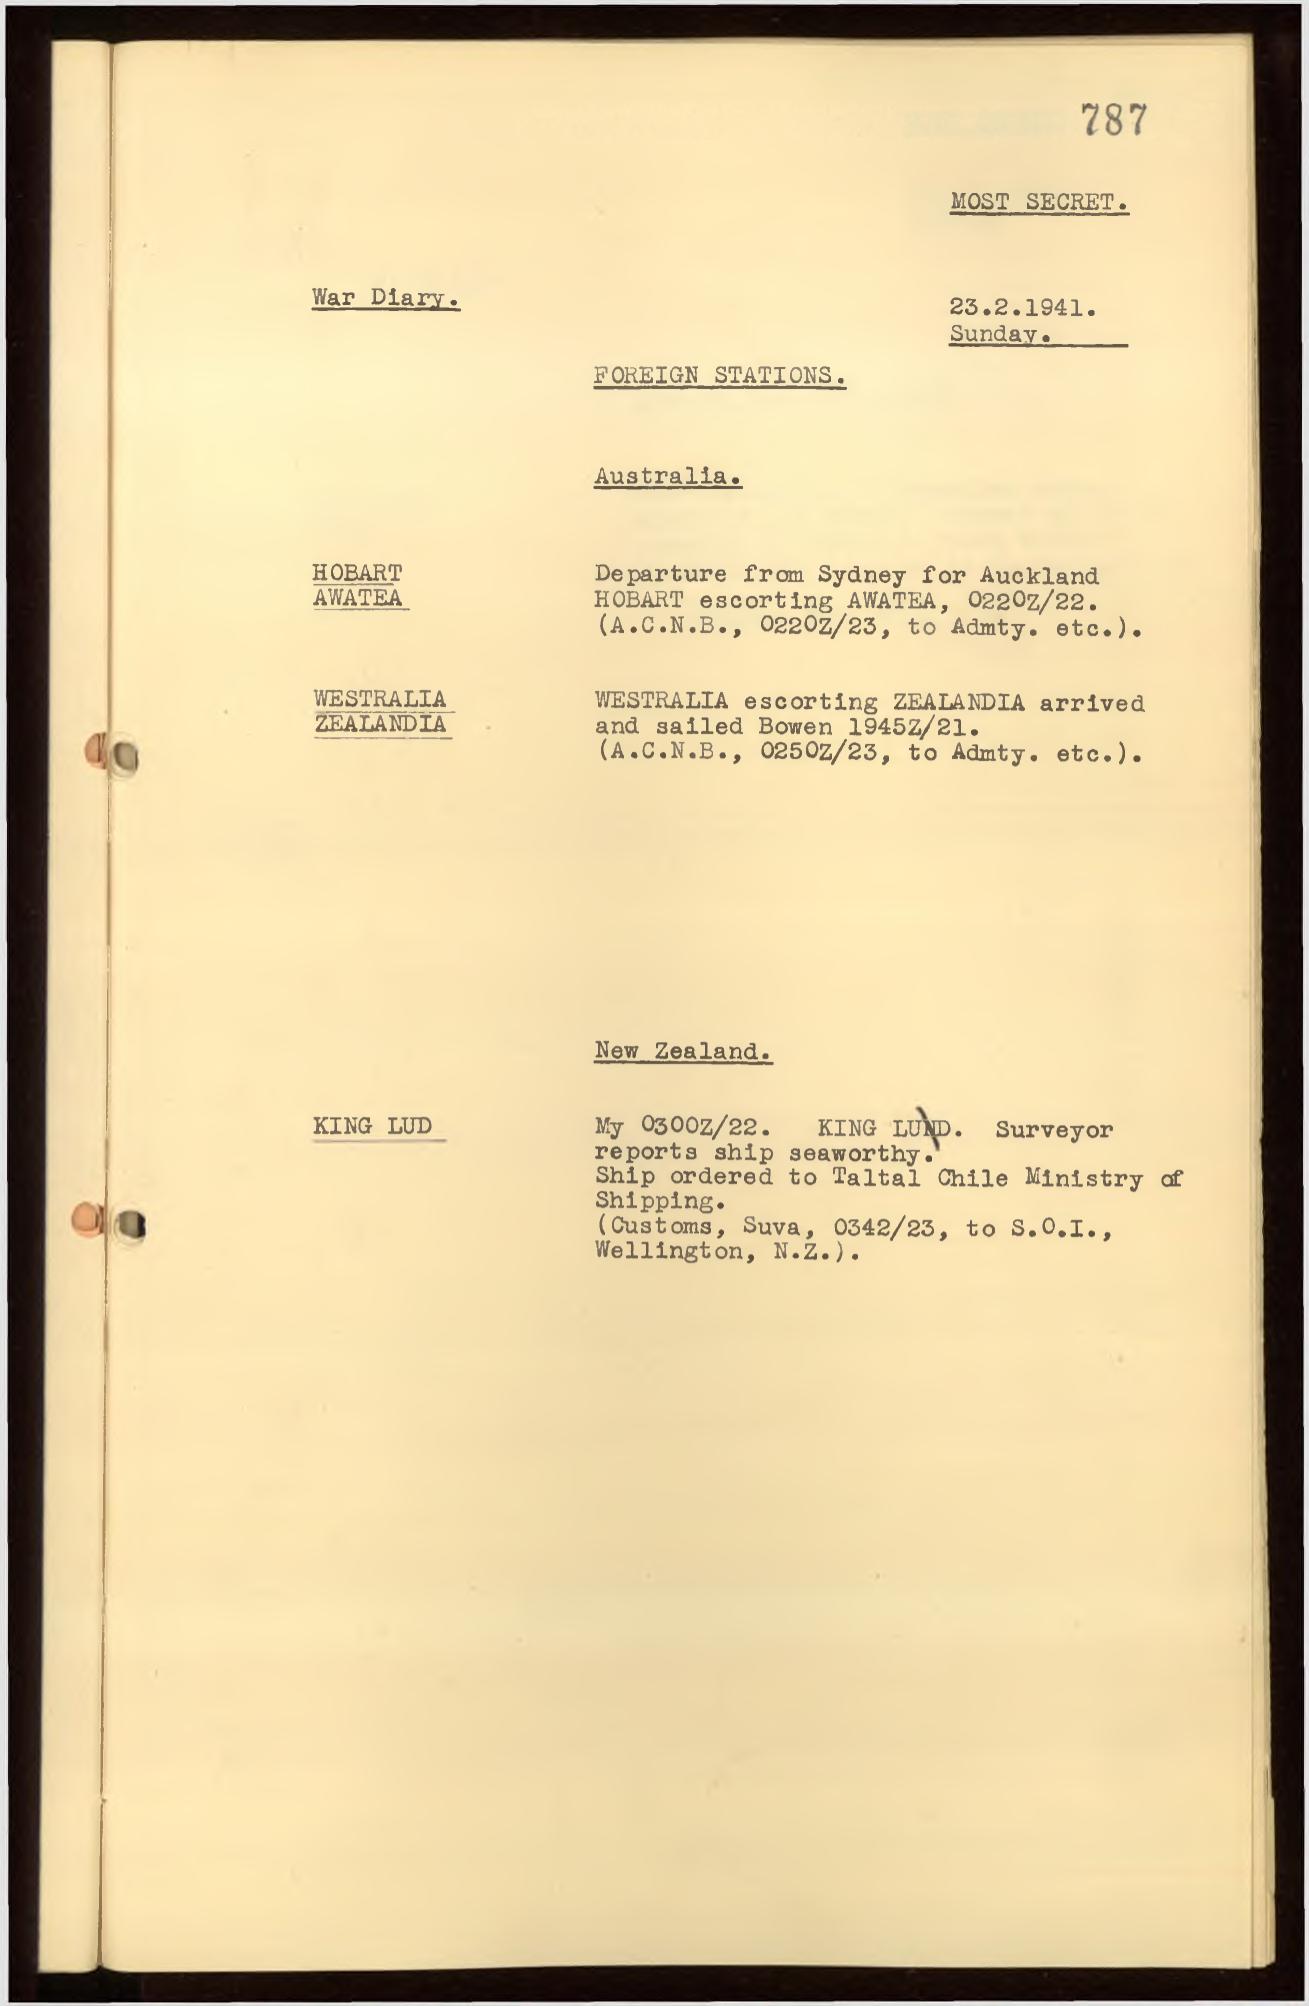 787
MOST SECRET.
War Diary.
23.2.1941.
Sunday.
FOREIGN STATIONS.
Australia.
HOBART
AWATEA
Departure from Sydney for Auckland
HOBART escorting AWATEA, 0220Z/22.
(A.C.N.B., 0220Z/23, to Admty. etc.).
WESTRALIA
ZEALANDIA
WESTRALIA escorting ZEALANDIA arrived
and sailed Bowen 1945Z/21.
(A.C.N.B., 0250Z/23, to Admty. etc.).
New Zealand.
KING LUD
My 0300Z/22.   KING LUND.  Surveyor
reports ship seaworthy.
Ship ordered to Taltal Chile Ministry of
Shipping.
(Customs, Suva, 0342/23, to S.O.I.,
Wellington, N.Z.).